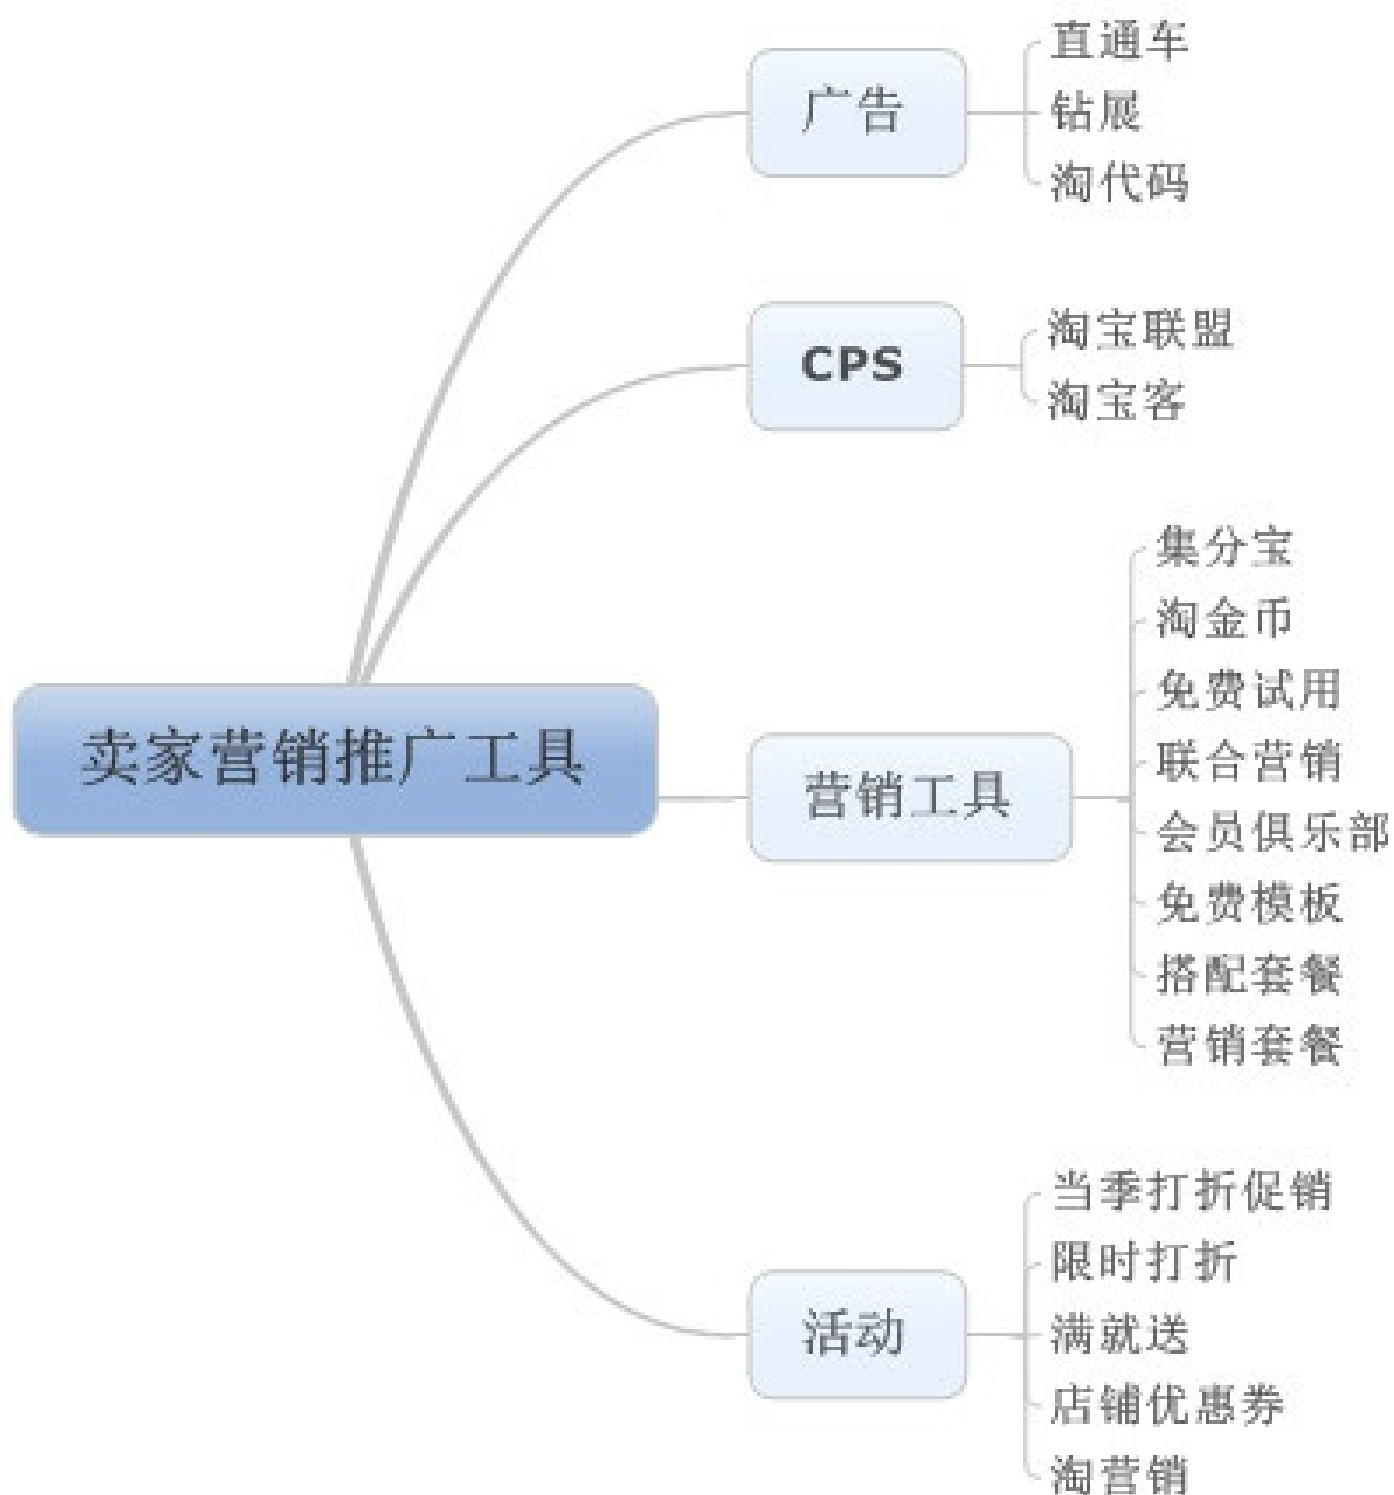 卖家营销推广工具
广告
直通车
钻展
淘代码
CPS
淘宝联盟
淘宝客
营销工具
集分宝
淘金币
免费试用
联合营销
会员俱乐部
免费模板
搭配套餐
营销套餐
活动
当季打折促销
限时打折
满就送
店铺优惠券
淘营销